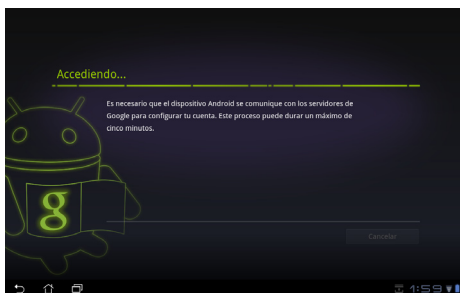 Accediendo...
Es necesario que el dispositivo Android se comunique con los servidores de
Google para configurar tu cuenta. Este proceso puede durar un máximo de
cinco minutos.
g
Cancelar
1:59